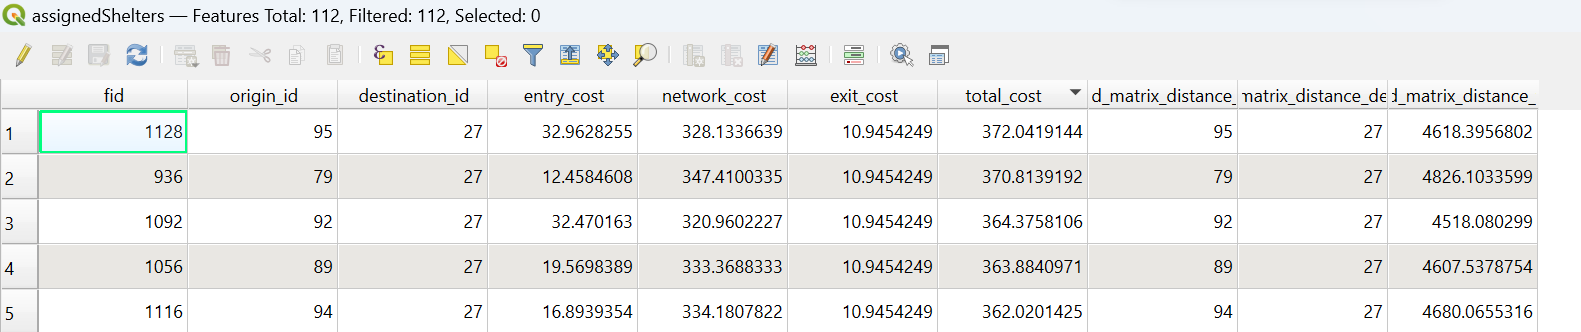 assignedShelters — Features Total: 112, Filtered: 112, Selected: 0
fid origin_id destination_id entry_cost network_cost exit_cost total_cost d_matrix_distance_ matrix_distance_de d_matrix_distance_
1 1128 95 27 32.9628255 328.1336639 10.9454249 372.0419144 95 27 4618.3956802
2 936 79 27 12.4584608 347.4100335 10.9454249 370.8139192 79 27 4826.1033599
3 1092 92 27 32.470163 320.9602227 10.9454249 364.3758106 92 27 4518.080299
4 1056 89 27 19.5698389 333.3688333 10.9454249 363.8840971 89 27 4607.5378754
5 1116 94 27 16.8939354 334.1807822 10.9454249 362.0201425 94 27 4680.0655316